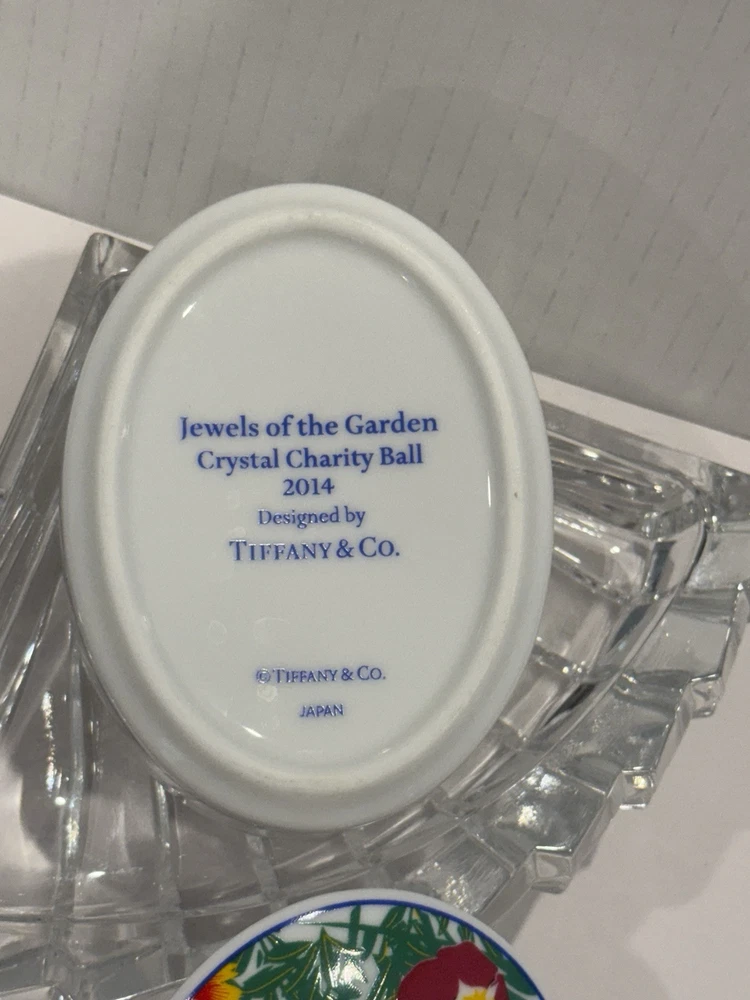 Jewels of the Garden
Crystal Charity Ball
2014
Designed by
TIFFANY & CO.
© TIFFANY & CO.
JAPAN